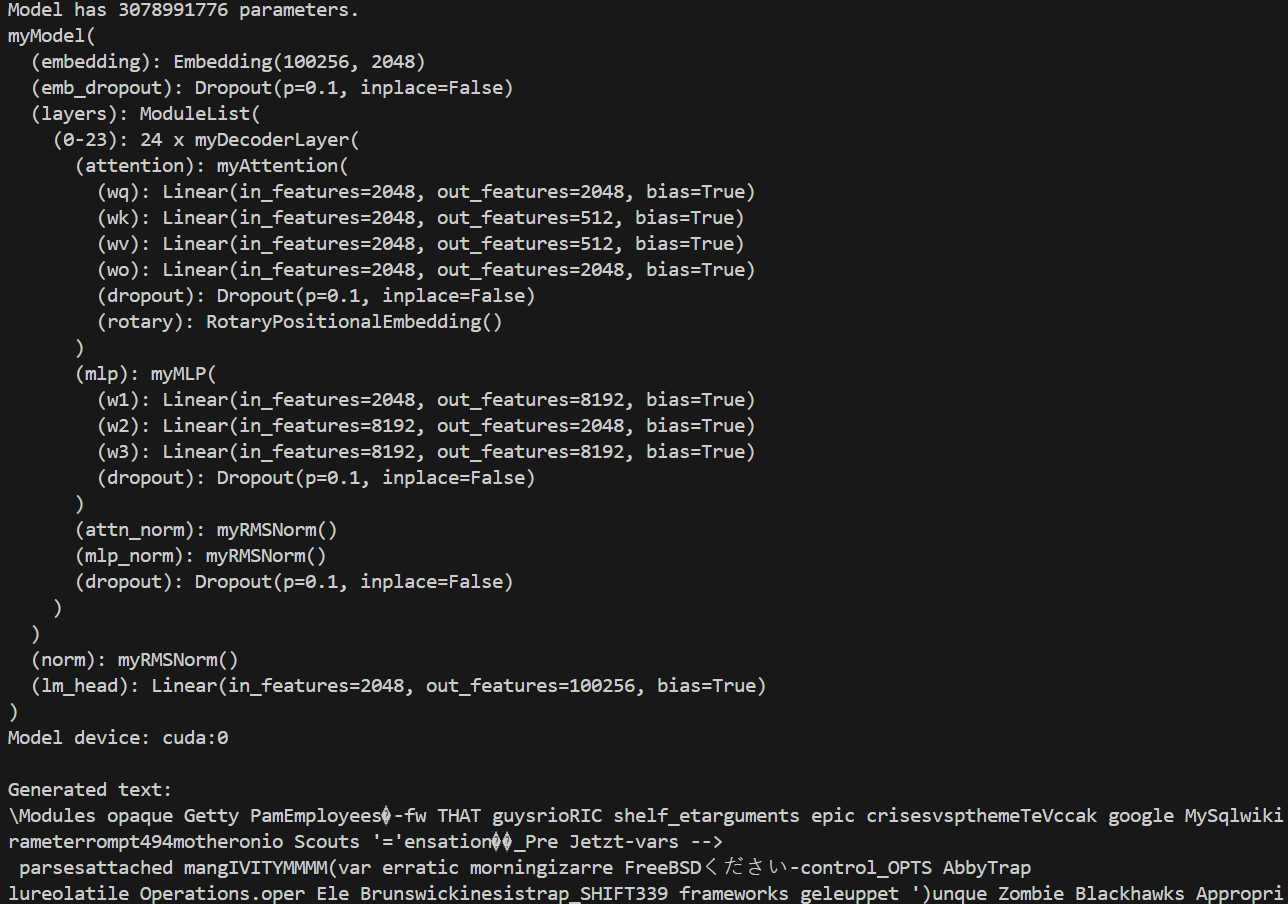 Model has 3078991776 parameters.
myModel(
  (embedding): Embedding(100256, 2048)
  (emb_dropout): Dropout(p=0.1, inplace=False)
  (layers): ModuleList(
    (0-23): 24 x myDecoderLayer(
      (attention): myAttention(
        (wq): Linear(in_features=2048, out_features=2048, bias=True)
        (wk): Linear(in_features=2048, out_features=512, bias=True)
        (wv): Linear(in_features=2048, out_features=512, bias=True)
        (wo): Linear(in_features=2048, out_features=2048, bias=True)
        (dropout): Dropout(p=0.1, inplace=False)
        (rotary): RotaryPositionalEmbedding()
      )
      (mlp): myMLP(
        (w1): Linear(in_features=2048, out_features=8192, bias=True)
        (w2): Linear(in_features=8192, out_features=2048, bias=True)
        (w3): Linear(in_features=8192, out_features=8192, bias=True)
        (dropout): Dropout(p=0.1, inplace=False)
      )
      (attn_norm): myRMSNorm()
      (mlp_norm): myRMSNorm()
      (dropout): Dropout(p=0.1, inplace=False)
    )
  )
  (norm): myRMSNorm()
  (lm_head): Linear(in_features=2048, out_features=100256, bias=True)
)
Model device: cuda:0
Generated text:
\Modules opaque Getty PamEmployees�-fw THAT guysrioRIC shelf_etarguments epic crisesvspthemeTeVccak google MySqlwiki
rameterrompt494motheronio Scouts '='ensation��_Pre Jetzt-vars -->
 parsesattached mangIVITYMMMM(var erratic morningizarre FreeBSDください-control_OPTS AbbyTrap
lureolatile Operations.oper Ele Brunswickinesistrap_SHIFT339 frameworks geleuppet ')unque Zombie Blackhawks Appropri